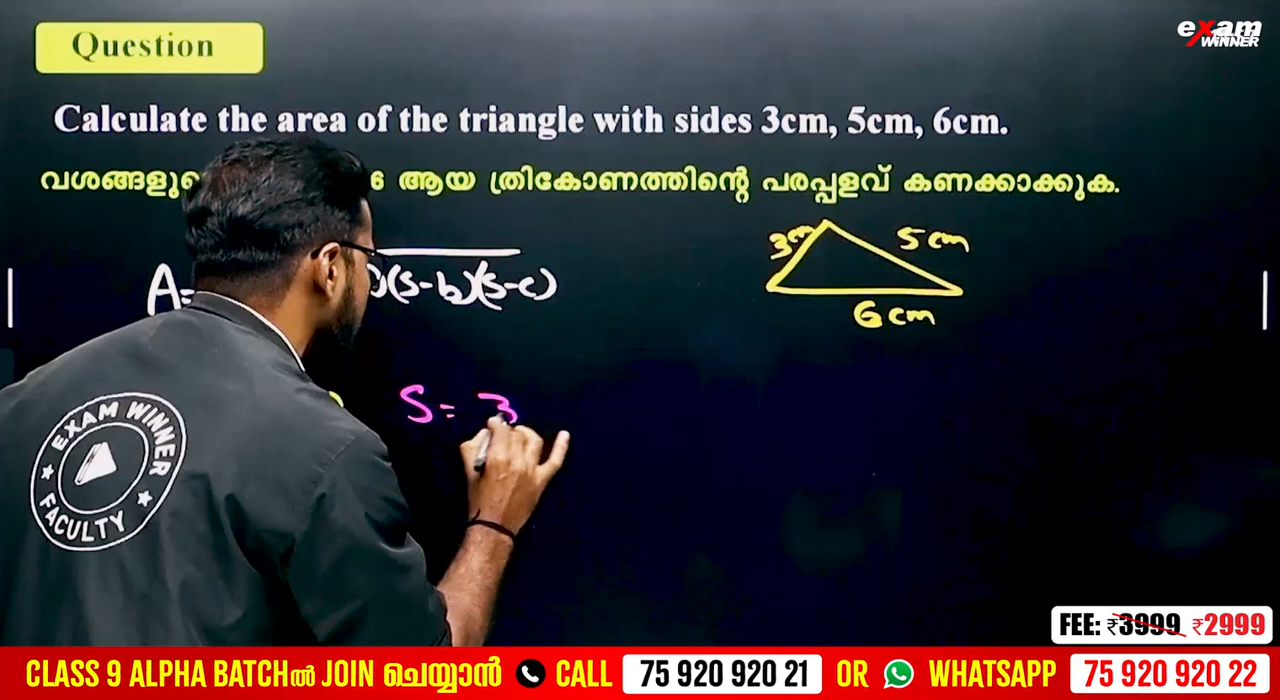 Question
exam
WINNER
Calculate the area of the triangle with sides 3cm, 5cm, 6cm.
6 ആയ ത്രികോണത്തിന്റെ പരപ്പളവ് കണക്കാക്കുക.
3cm
5cm
A=
)(s-b)(s-c)
6cm
S= 3
EXAM WINNER
FACULTY
FEE: ₹3999 ₹2999
CLASS 9 ALPHA BATCHൽ JOIN ചെയ്യാൻ CALL 75 920 920 21 OR WHATSAPP 75 920 920 22